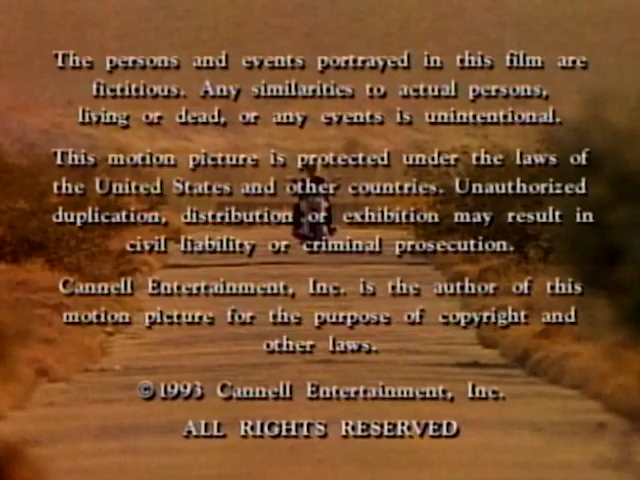 The persons and events portrayed in this film are
fictitious. Any similarities to actual persons,
living or dead, or any events is unintentional.
This motion picture is protected under the laws of
the United States and other countries. Unauthorized
duplication, distribution or exhibition may result in
civil liability or criminal prosecution.
Cannell Entertainment, Inc. is the author of this
motion picture for the purpose of copyright and
other laws.
©1993 Cannell Entertainment, Inc.
ALL RIGHTS RESERVED